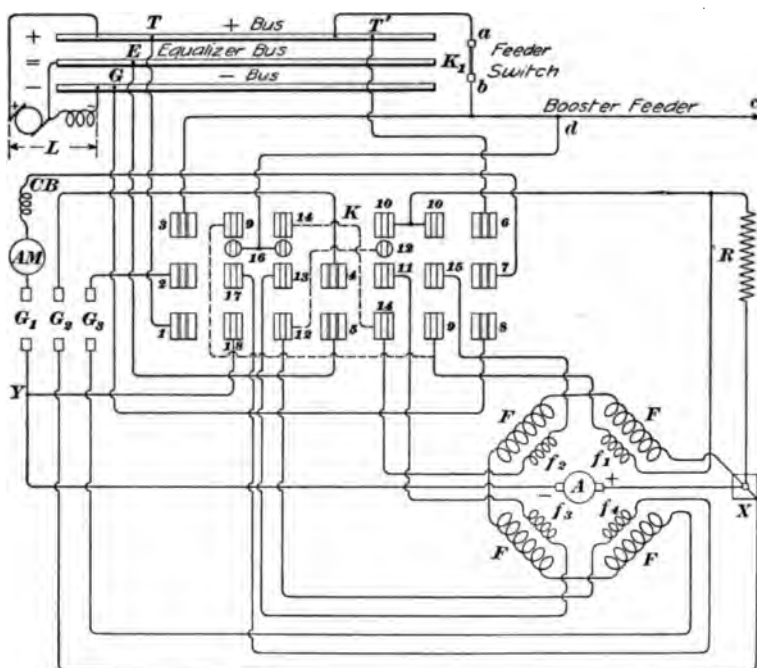 T + Bus T'
+ E Equalizer Bus K1 a Feeder
= G - Bus b Switch
-
+ -
L
Booster Feeder c
d
CB
3 9 14 K 10 10 6
16 12
AM
2 17 13 4 11 15 7 R
G1 G2 G3
1 18 12 5 14 9 8
Y
F F
f2 f1
- A + X
f3 f4
F F